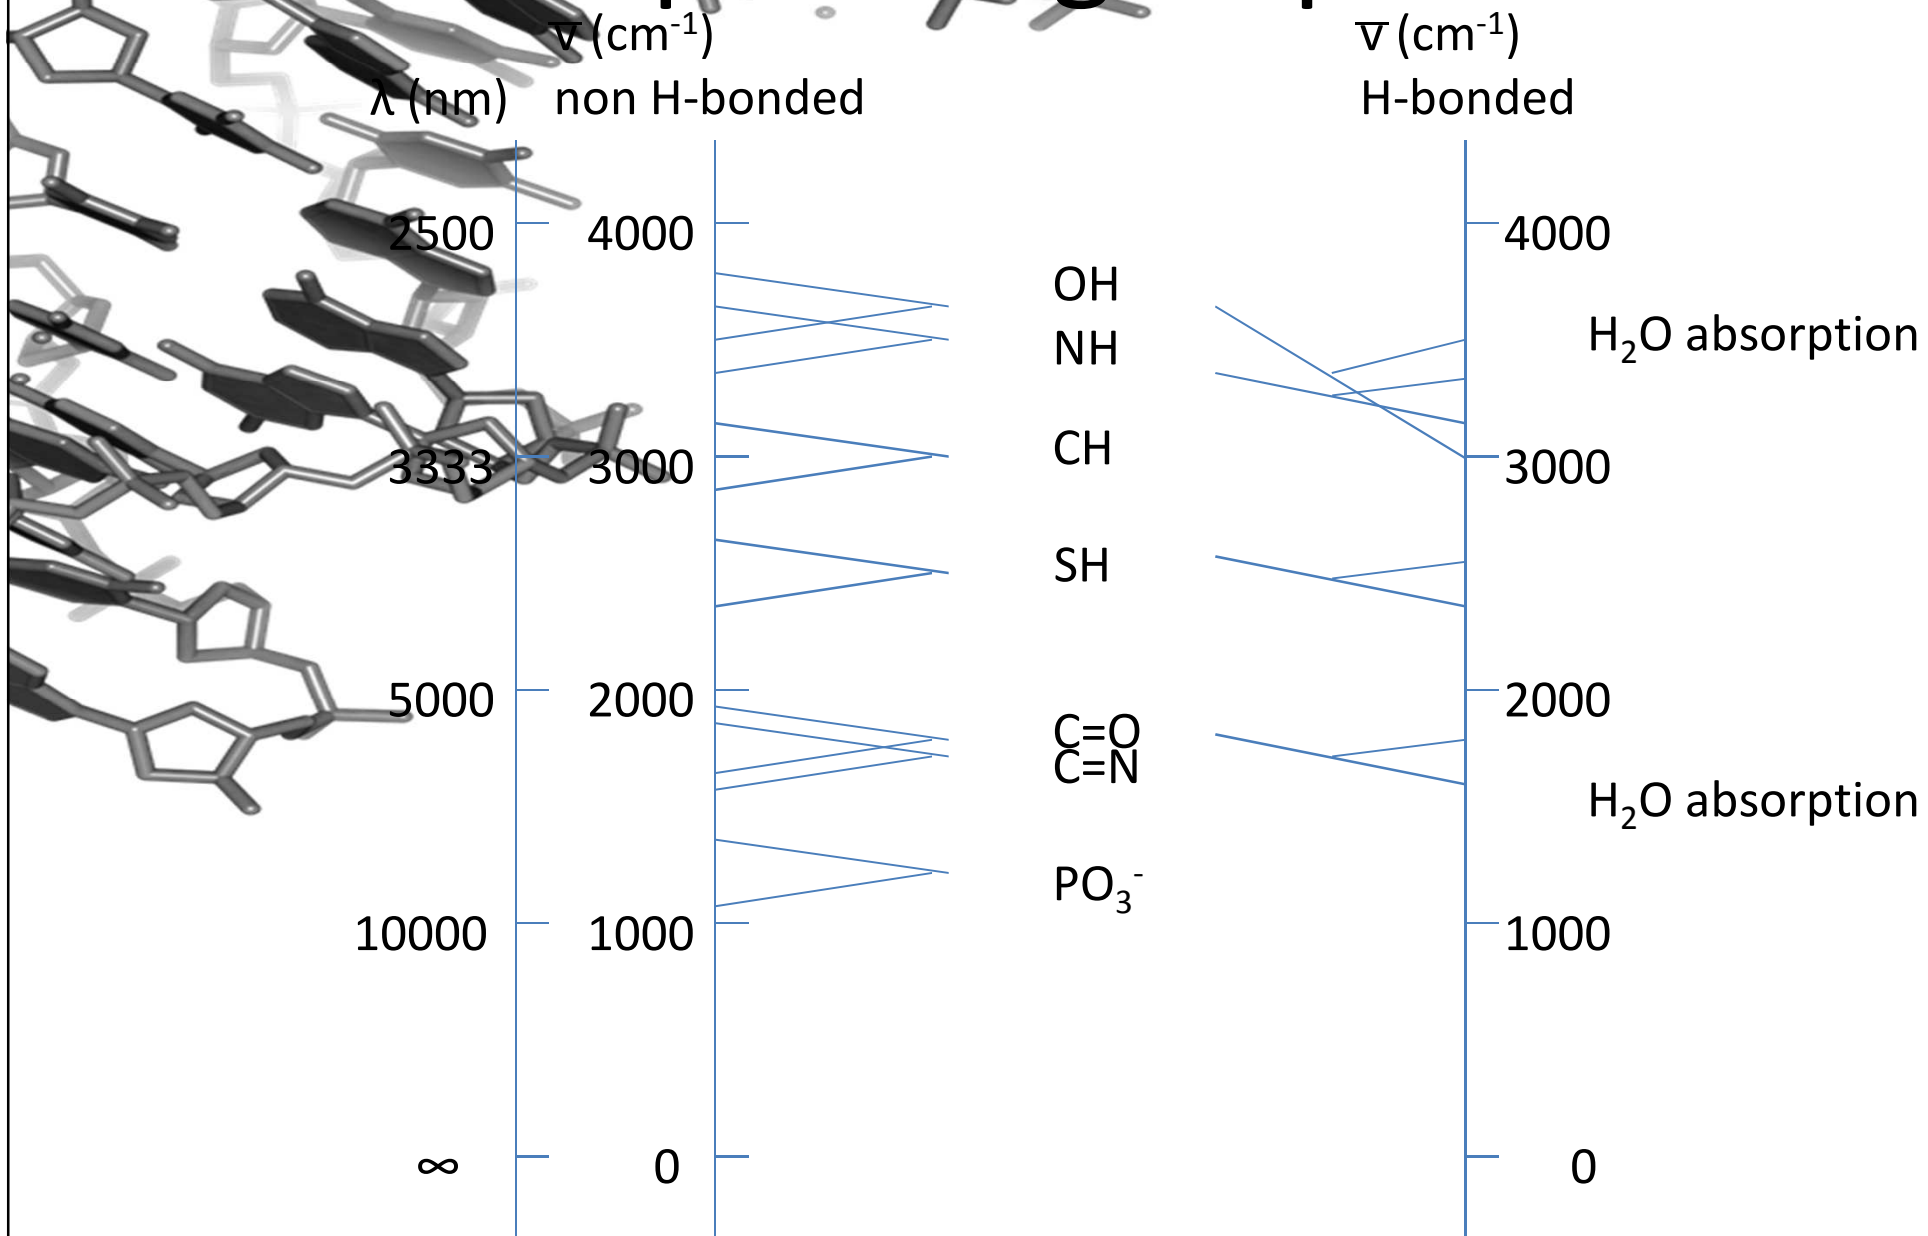 ν̅ (cm⁻¹) ν̅ (cm⁻¹)
λ (nm) non H-bonded H-bonded
2500 4000 4000
OH
H₂O absorption
NH
CH
3333 3000 3000
SH
5000 2000 2000
C=O
C=N
H₂O absorption
PO₃⁻
10000 1000 1000
∞ 0 0